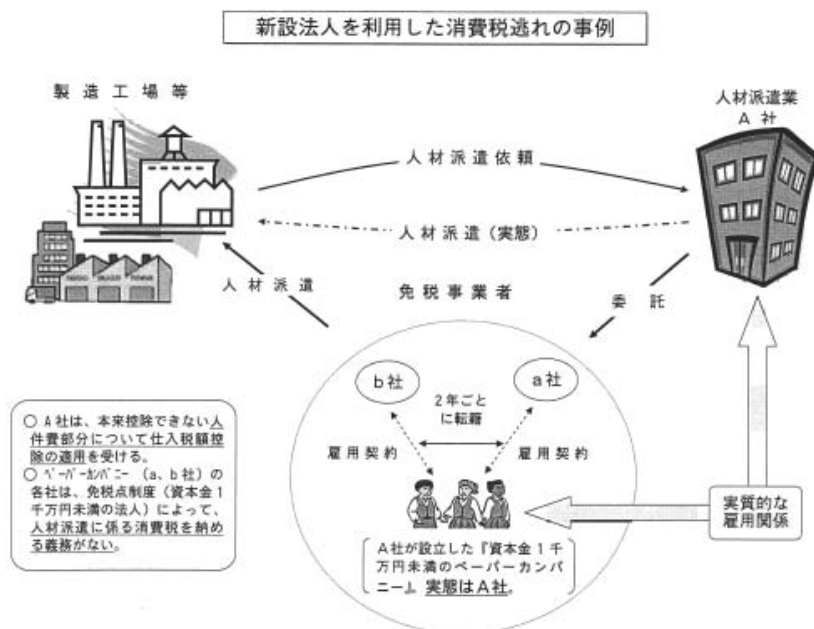 新設法人を利用した消費税逃れの事例
製造工場等
人材派遣業
A社
人材派遣依頼
人材派遣(実態)
人材派遣
免税事業者
委託
b社
a社
2年ごと
に転籍
雇用契約
雇用契約
○ A社は、本来控除できない人
件費部分について仕入税額控
除の適用を受ける。
○ ペーパーカンパニー (a、b社)の
各社は、免税点制度(資本金1
千万円未満の法人)によって、
人材派遣に係る消費税を納め
る義務がない。
実質的な
雇用関係
A社が設立した『資本金1千
万円未満のペーパーカンパ
ニー』。実態はA社。